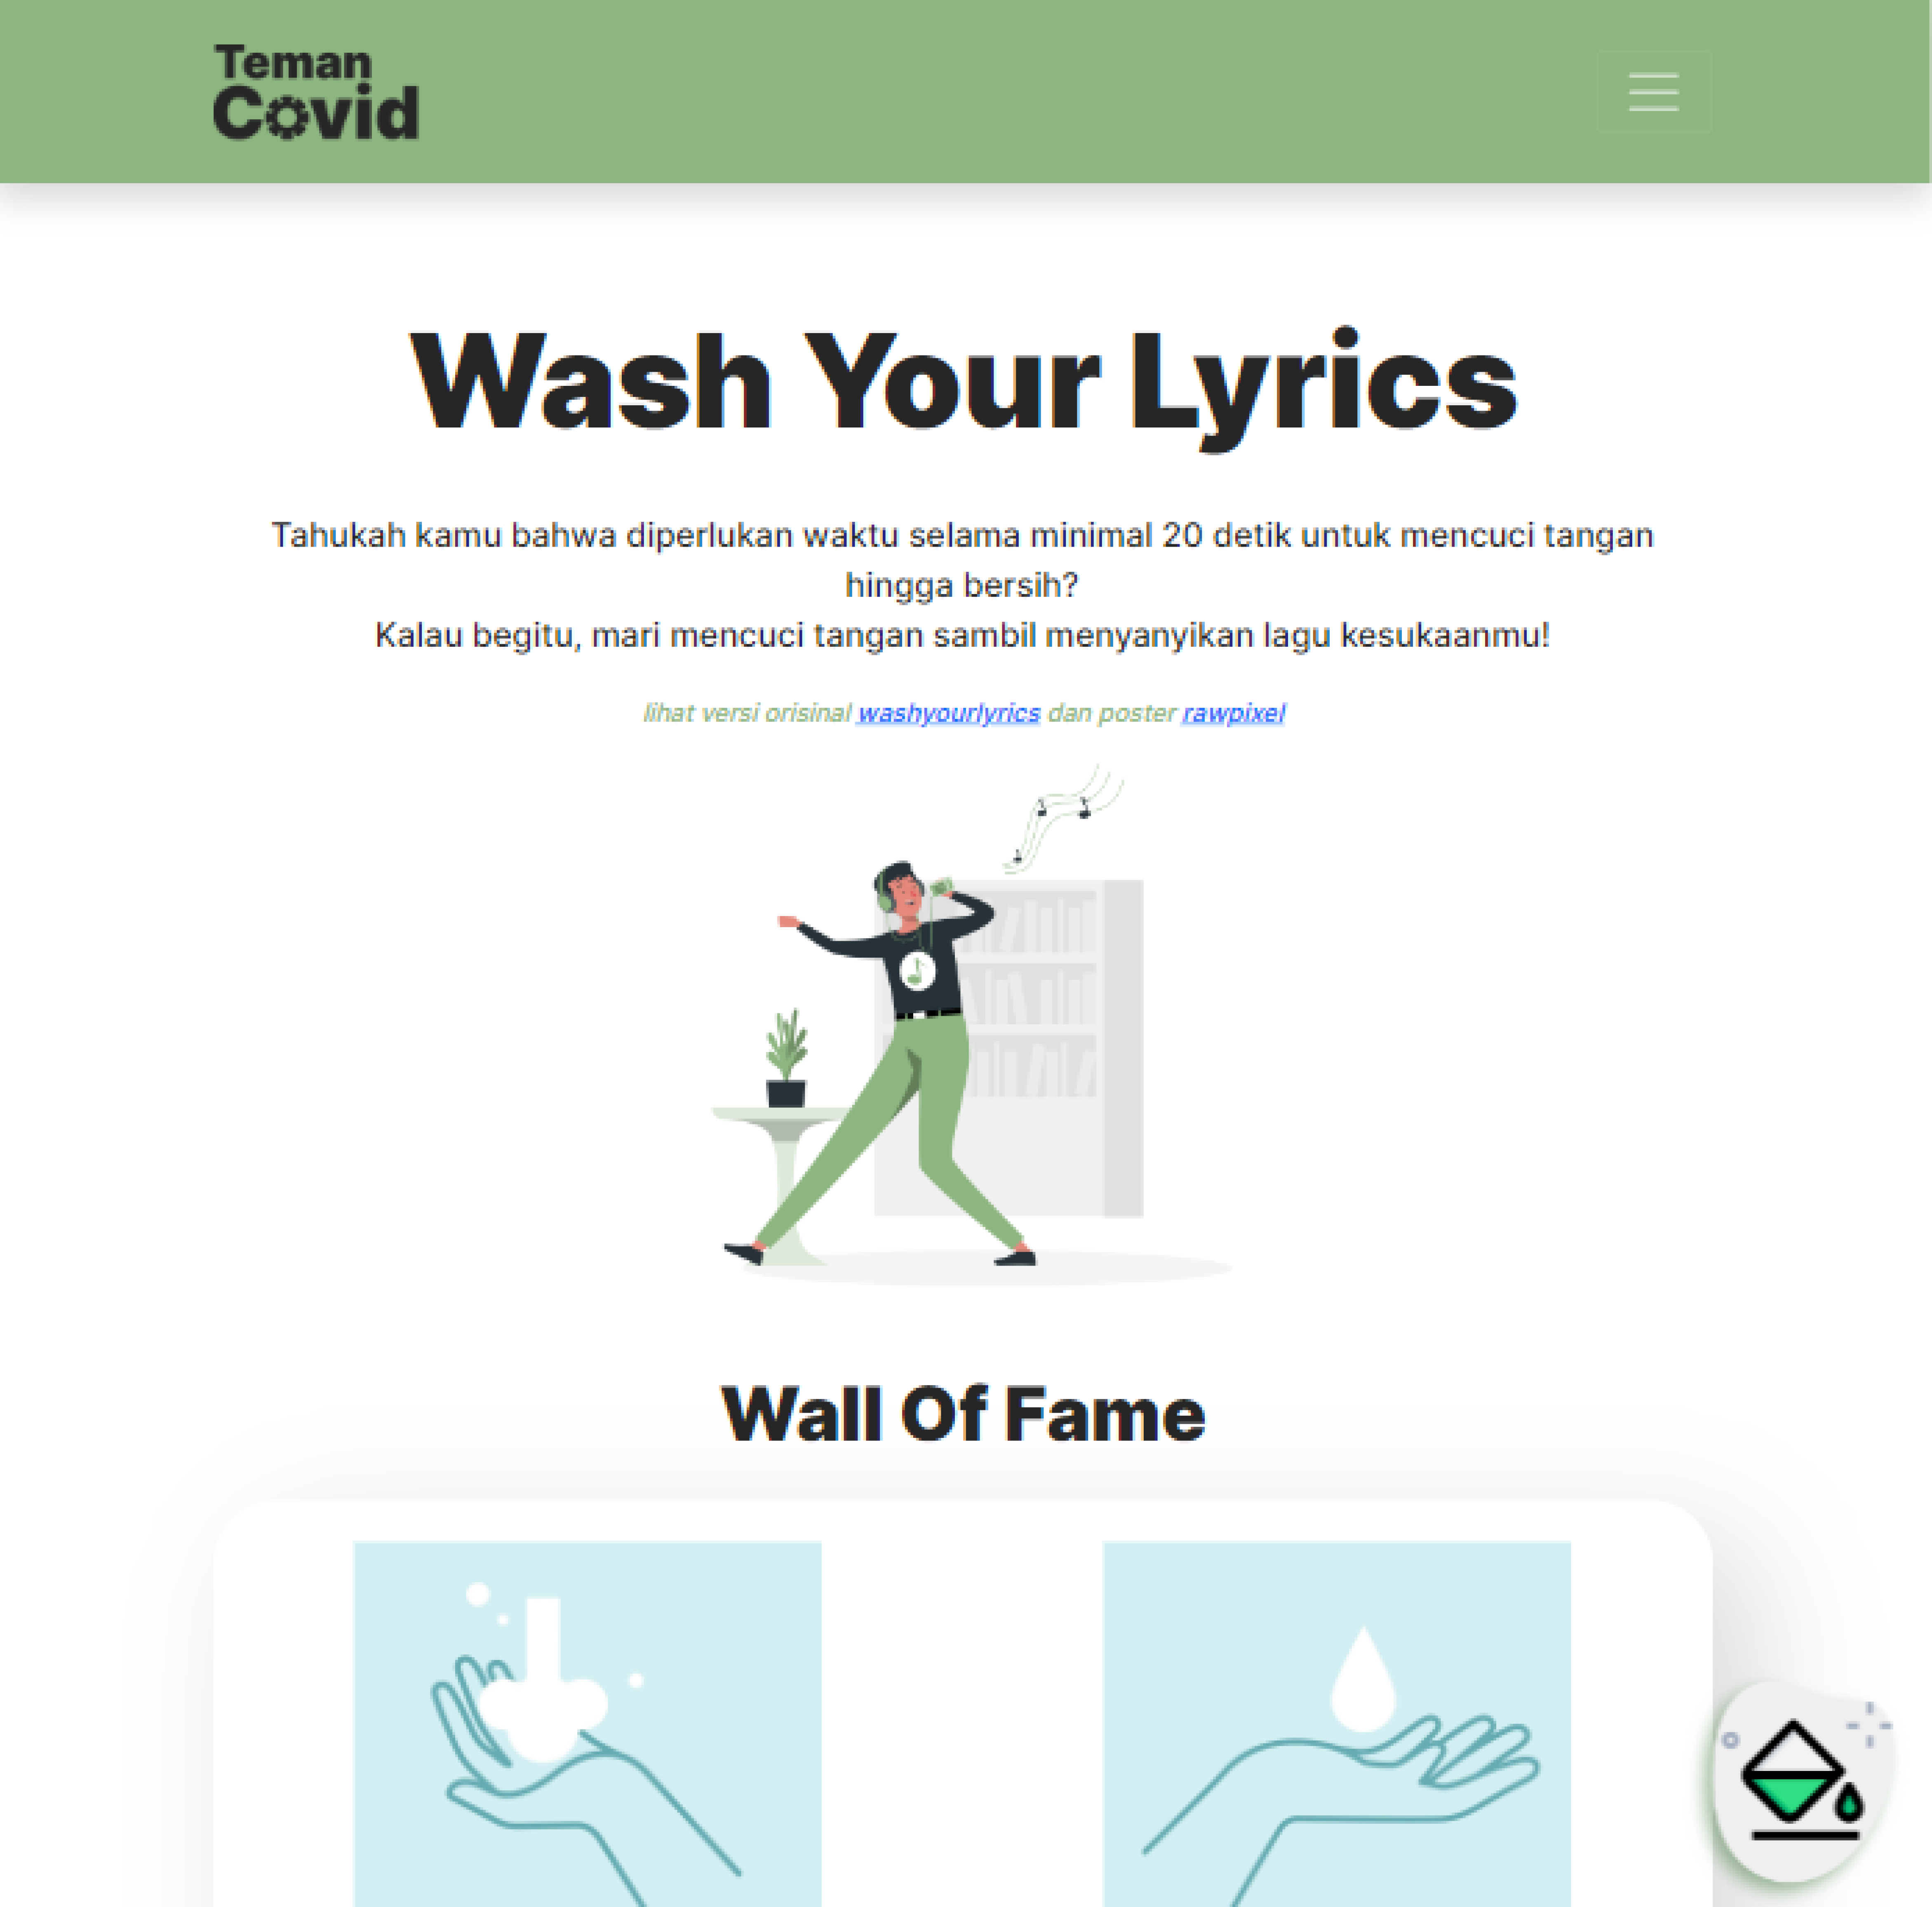 Teman
Covid
Wash Your Lyrics
Tahukah kamu bahwa diperlukan waktu selama minimal 20 detik untuk mencuci tangan
hingga bersih?
Kalau begitu, mari mencuci tangan sambil menyanyikan lagu kesukaanmu!
lihat versi orisinal washyourlyrics dan poster rawpixel
Wall Of Fame